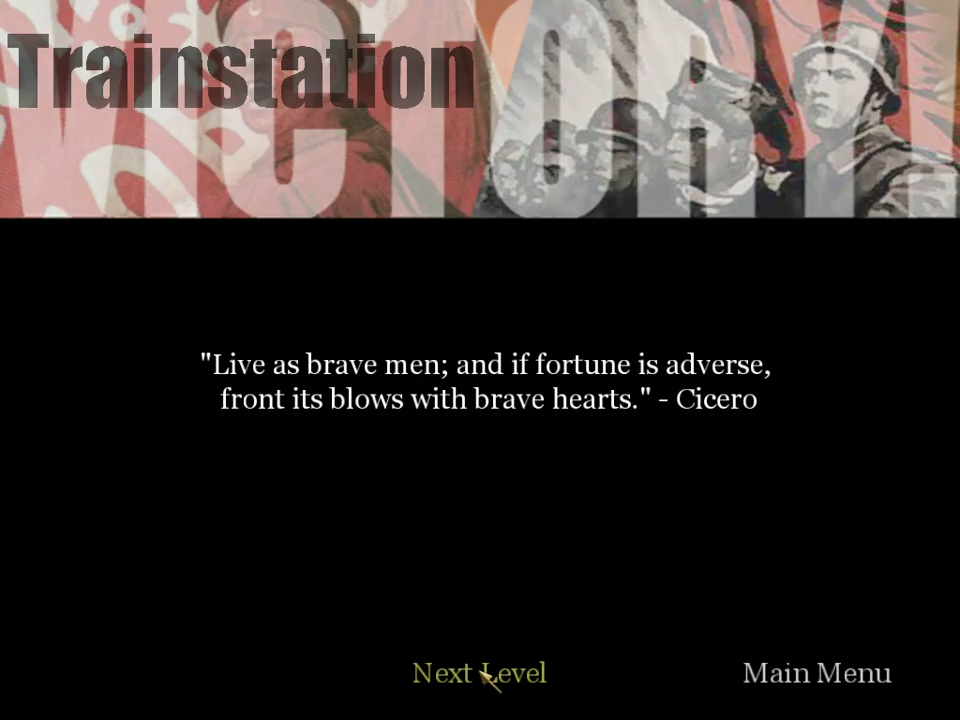 VICTORY!
Trainstation
"Live as brave men; and if fortune is adverse,
front its blows with brave hearts." - Cicero
Next Level
Main Menu